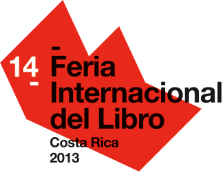 14 Feria
Internacional
del Libro
Costa Rica
2013